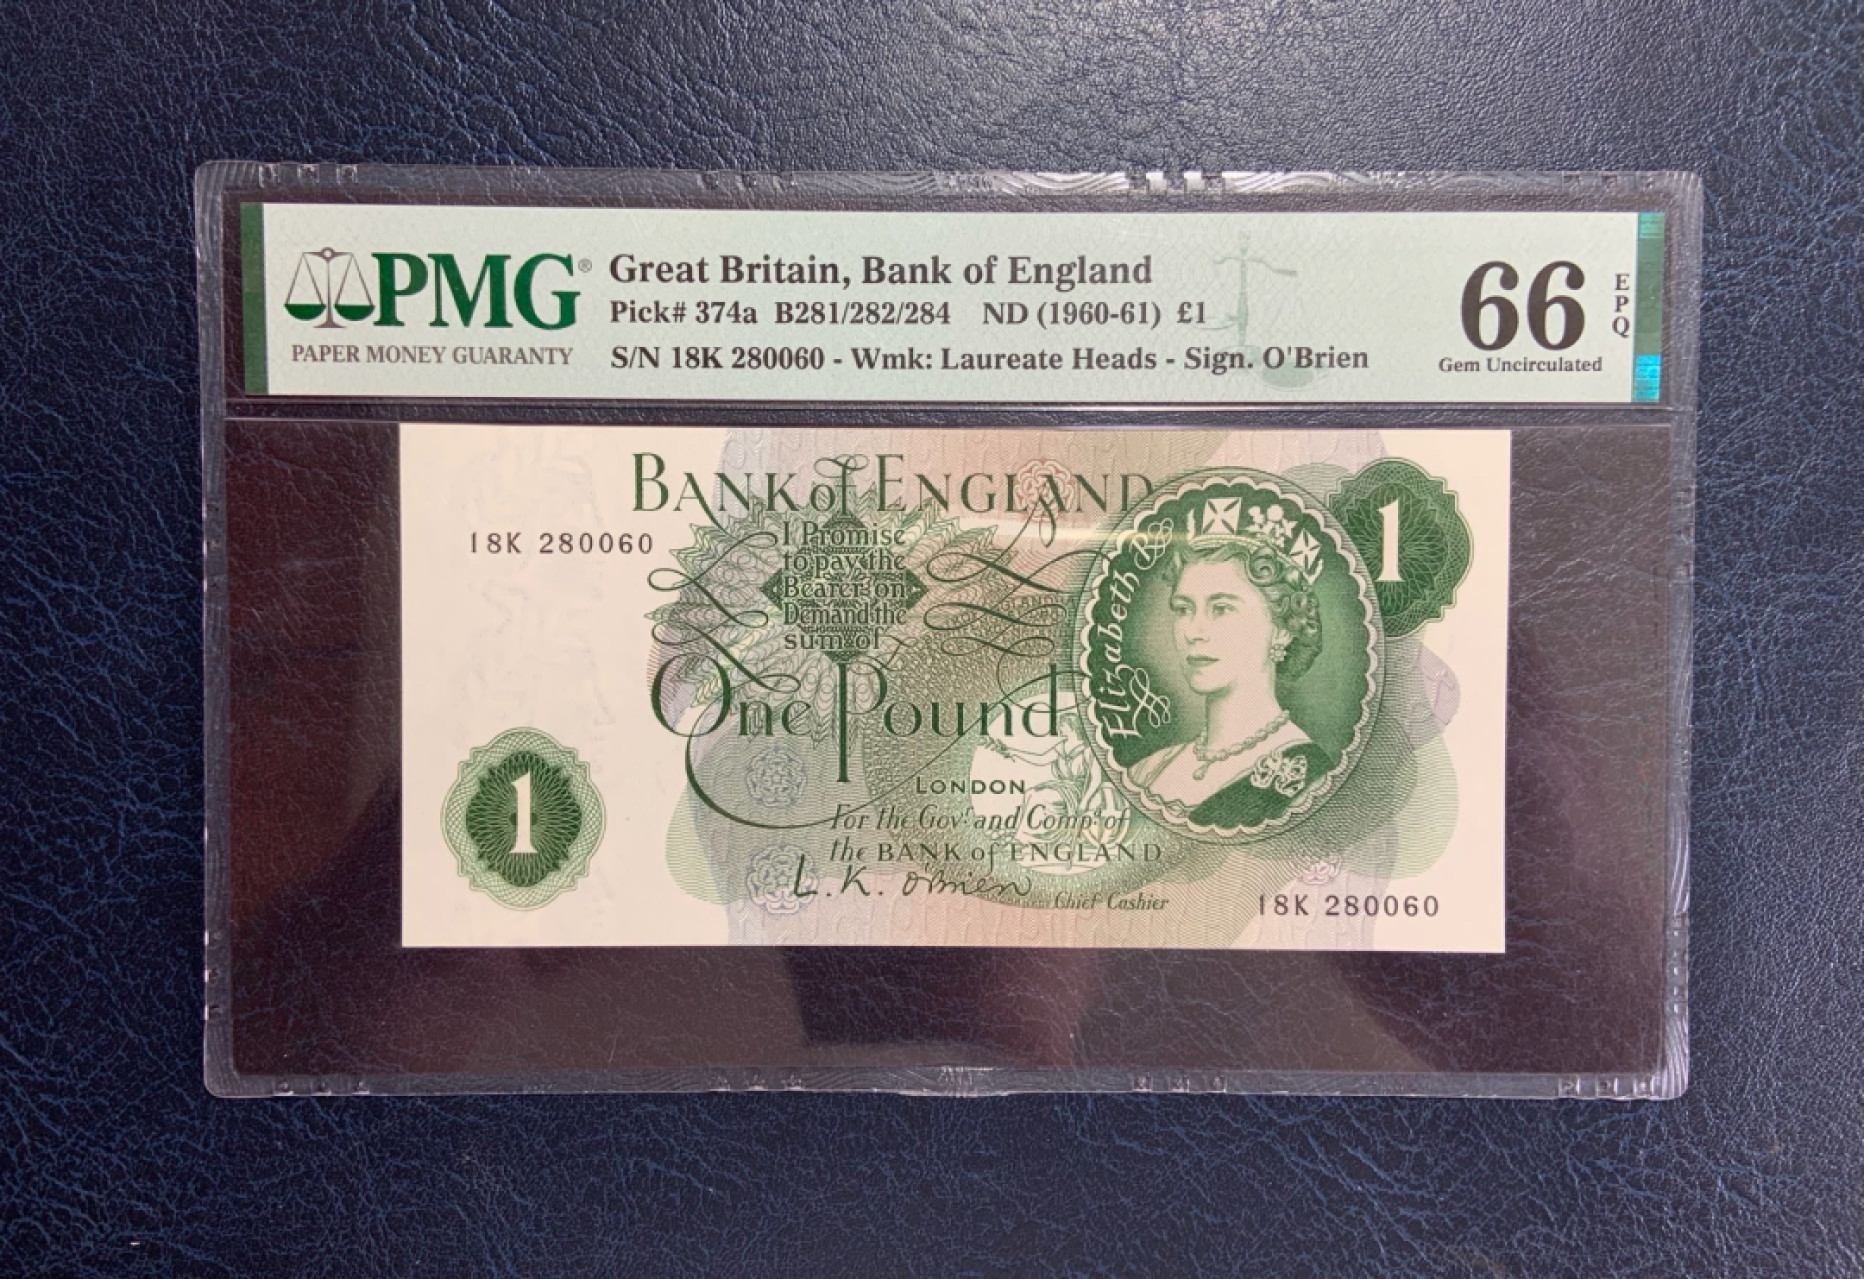 PMG®
PAPER MONEY GUARANTY
Great Britain, Bank of England
Pick# 374a B281/282/284 ND (1960-61) £1
S/N 18K 280060 - Wmk: Laureate Heads - Sign. O'Brien
66
EPQ
Gem Uncirculated
BANK of ENGLAND
18K 280060
I Promise
to pay the
Bearer on
Demand the
sum of
One Pound
LONDON
For the Govr. and Compa. of
the BANK of ENGLAND
L.K. O'Brien
Chief Cashier
Elizabeth R
1
1
18K 280060